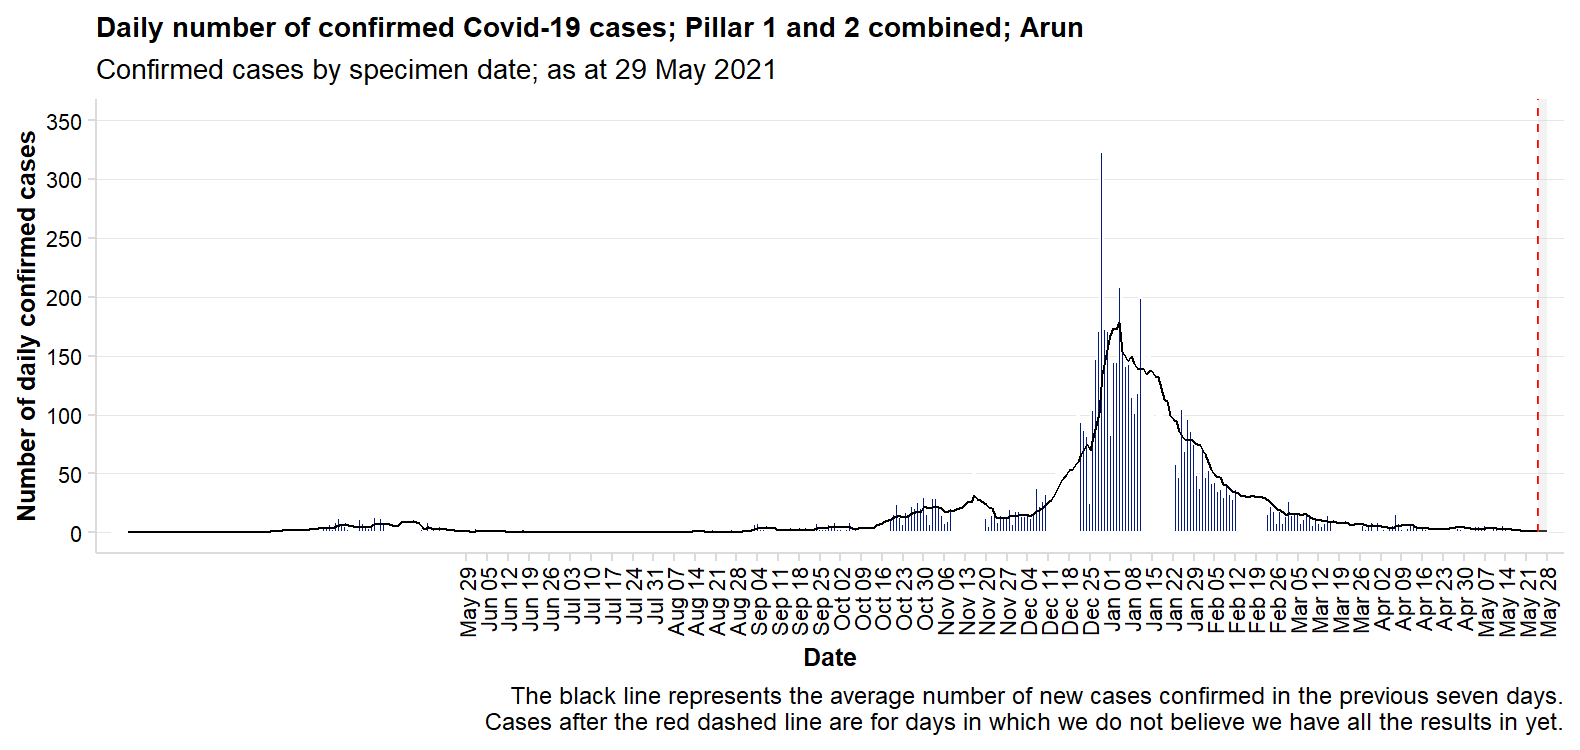 Daily number of confirmed Covid-19 cases; Pillar 1 and 2 combined; Arun
Confirmed cases by specimen date; as at 29 May 2021
Number of daily confirmed cases
350
300
250
200
150
100
50
0
May 29
Jun 05
Jun 12
Jun 19
Jun 26
Jul 03
Jul 10
Jul 17
Jul 24
Jul 31
Aug 07
Aug 14
Aug 21
Aug 28
Sep 04
Sep 11
Sep 18
Sep 25
Oct 02
Oct 09
Oct 16
Oct 23
Oct 30
Nov 06
Nov 13
Nov 20
Nov 27
Dec 04
Dec 11
Dec 18
Dec 25
Jan 01
Jan 08
Jan 15
Jan 22
Jan 29
Feb 05
Feb 12
Feb 19
Feb 26
Mar 05
Mar 12
Mar 19
Mar 26
Apr 02
Apr 09
Apr 16
Apr 23
Apr 30
May 07
May 14
May 21
May 28
Date
The black line represents the average number of new cases confirmed in the previous seven days.
Cases after the red dashed line are for days in which we do not believe we have all the results in yet.